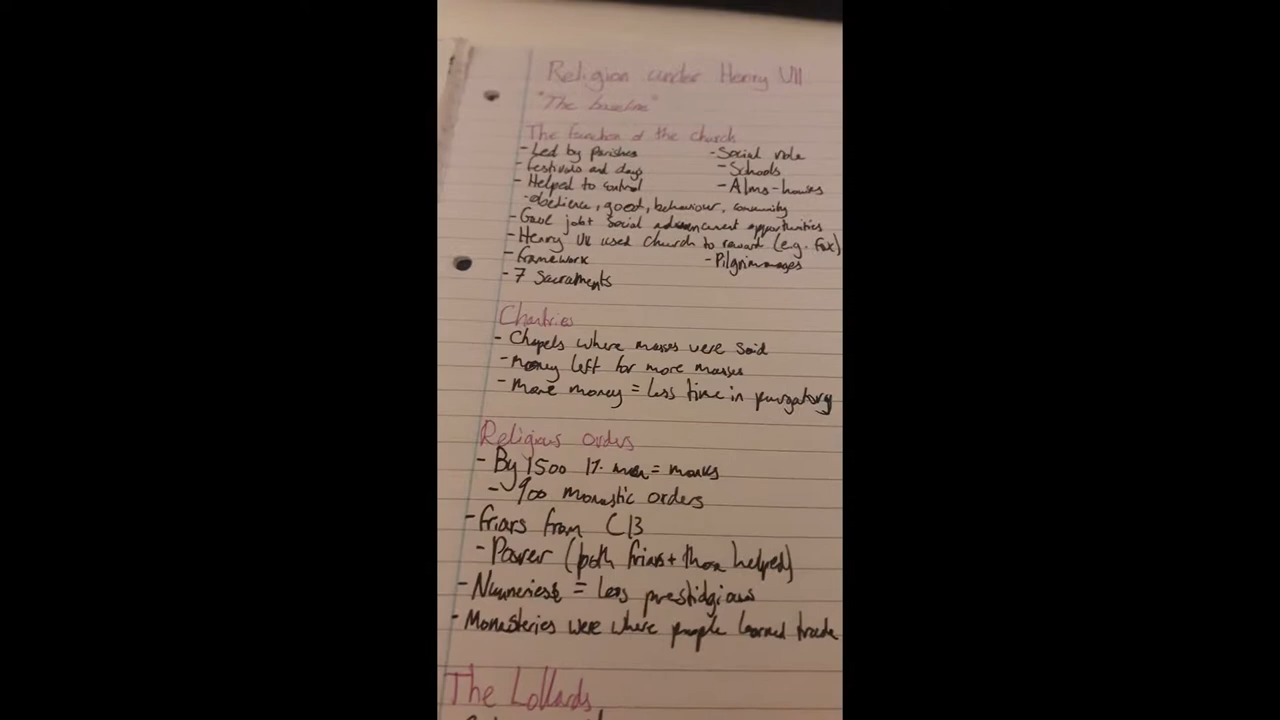 Religion under Henry VII
"The baseline"
The function of the church
- Led by parishes
- Social role
- Festivals and days
- Schools
- Helped to control
- Alms-houses
- obedience, good, behaviour, community
- Gave jobs+ social advancement opportunities
- Henry VII used church to reward (e.g. Fox)
- Framework
- Pilgrimmages
- 7 Sacraments
Chantries
- Chapels where masses were said
- money left for more masses
- more money = less time in purgatory
Religious orders
- By 1500 1% men = monks
- 900 monastic orders
- Friars from C13
- Poorer (both friars + those helped)
- Nunneries = less prestidgious
- Monasteries were where people learned trade
The Lollards